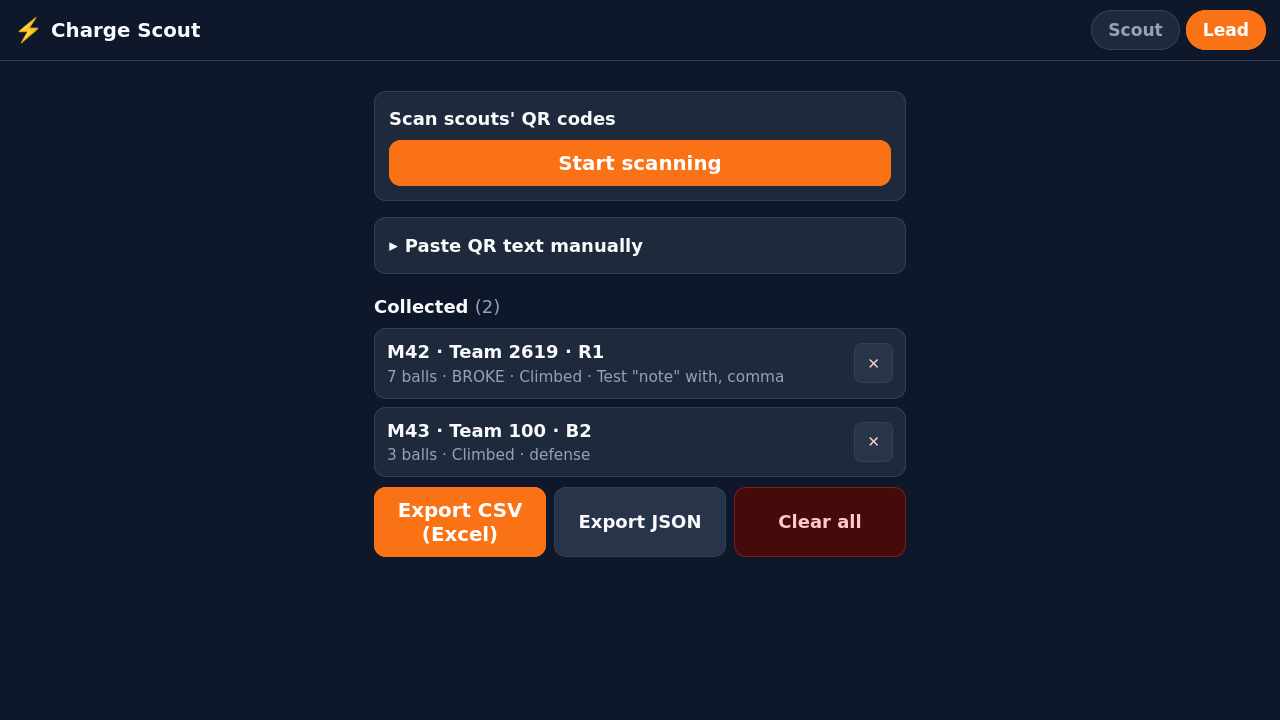 ⚡ Charge Scout
Scout
Lead
Scan scouts' QR codes
Start scanning
▸ Paste QR text manually
Collected (2)
M42 · Team 2619 · R1
7 balls · BROKE · Climbed · Test "note" with, comma
✕
M43 · Team 100 · B2
3 balls · Climbed · defense
✕
Export CSV
(Excel)
Export JSON
Clear all